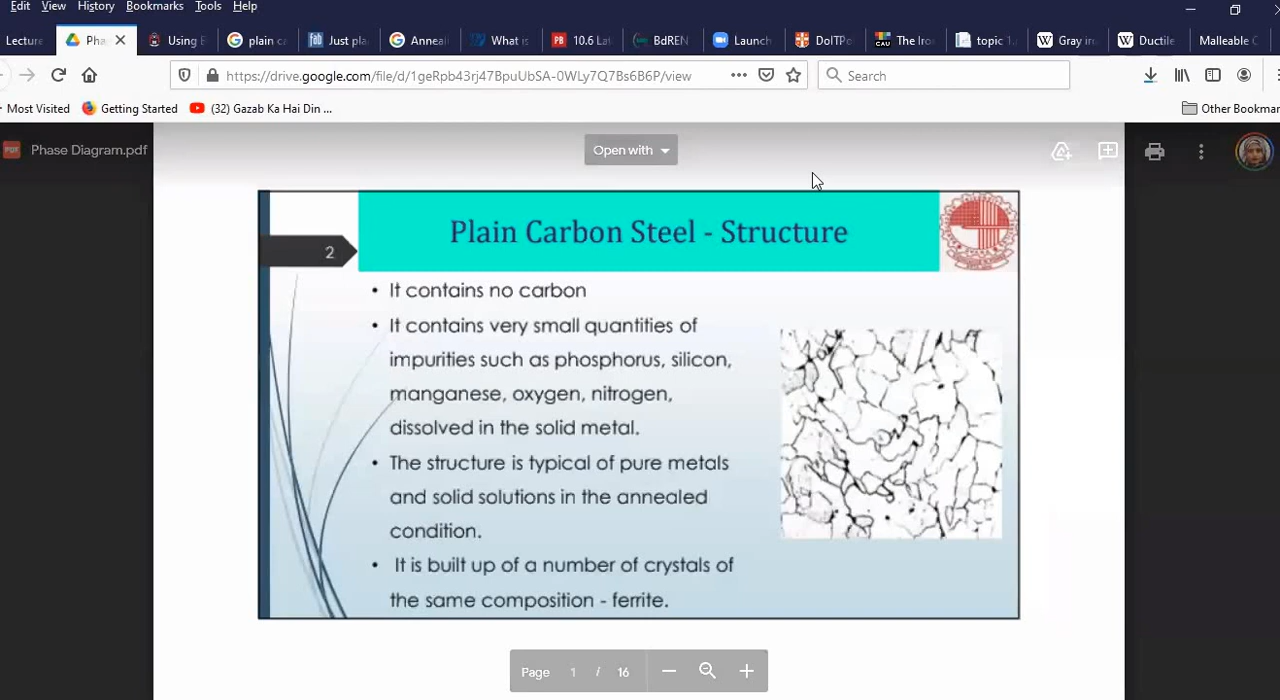 Edit View History Bookmarks Tools Help
Lecture Pha Using E plain ca Just pla Anneal What is 10.6 Lat BdREN Launch DoITPo The Iro topic 1. Gray iro Ductile Malleable C
https://drive.google.com/file/d/1geRpb43rj47BpuUbSA-0WLy7Q7Bs6B6P/view Search
Most Visited Getting Started (32) Gazab Ka Hai Din ... Other Bookmar
PDF Phase Diagram.pdf Open with
Plain Carbon Steel - Structure
2
• It contains no carbon
• It contains very small quantities of
impurities such as phosphorus, silicon,
manganese, oxygen, nitrogen,
dissolved in the solid metal.
• The structure is typical of pure metals
and solid solutions in the annealed
condition.
• It is built up of a number of crystals of
the same composition - ferrite.
Page 1 / 16